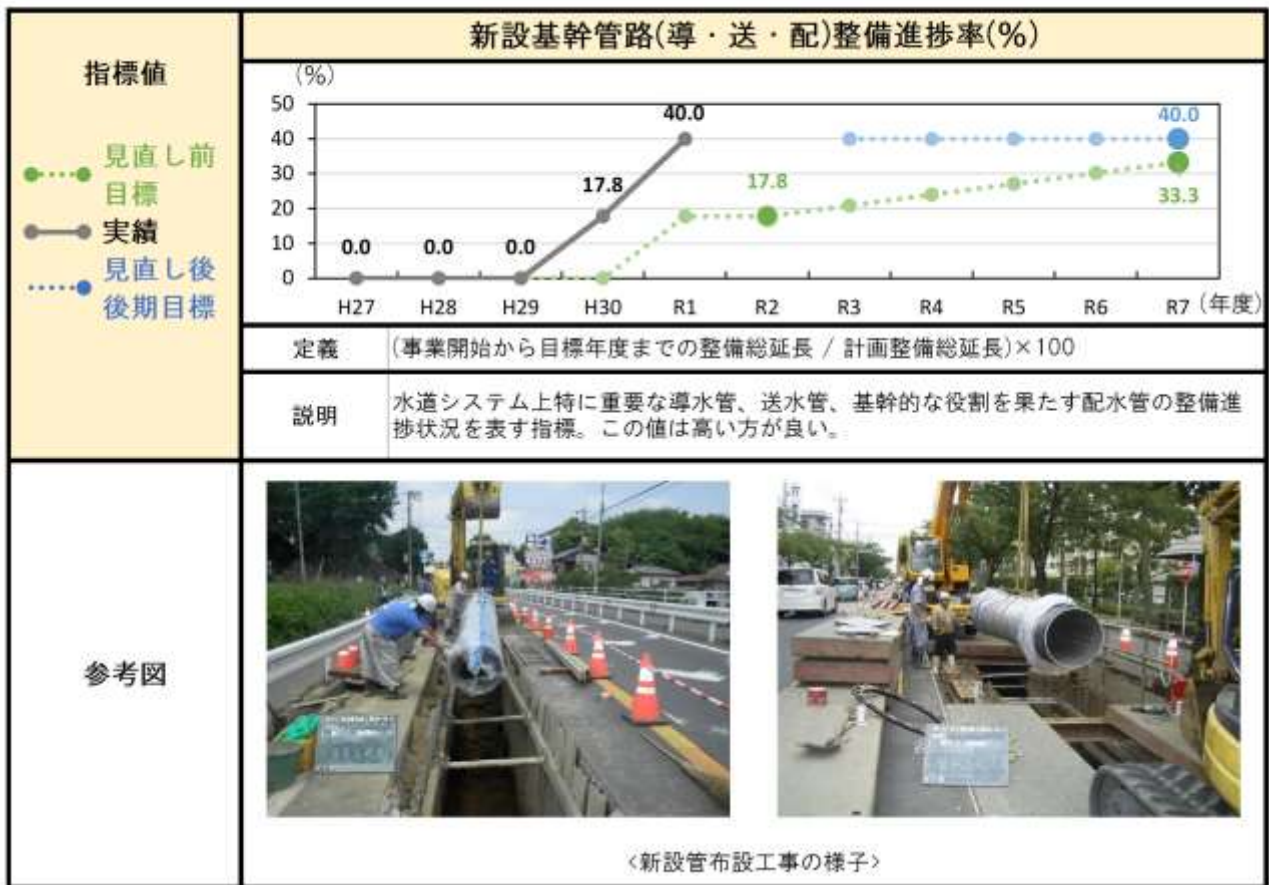 新設基幹管路(導・送・配)整備進捗率(%)
指標値
見直し前
目標
実績
見直し後
後期目標
(%)
50
40
30
20
10
0
0.0
0.0
0.0
17.8
40.0
17.8
40.0
33.3
H27
H28
H29
H30
R1
R2
R3
R4
R5
R6
R7
(年度)
定義
(事業開始から目標年度までの整備総延長 / 計画整備総延長)×100
説明
水道システム上特に重要な導水管、送水管、基幹的な役割を果たす配水管の整備進
捗状況を表す指標。この値は高い方が良い。
参考図
<新設管布設工事の様子>